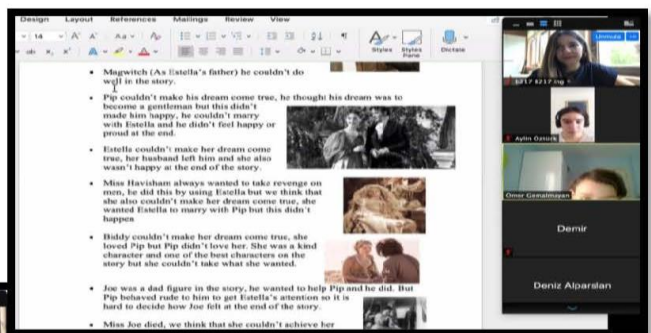 Design Layout References Mailings Review View
14
Styles
Styles Pane
Dictate
Magwitch (As Estella's father) he couldn't do
well in the story.
Pip couldn't make his dream come true, he thought his dream was to
become a gentleman but this didn't
made him happy, he couldn't marry
with Estella and he didn't feel happy or
proud at the end.
Estella couldn't make her dream come
true, her husband left him and she also
wasn't happy at the end of the story.
Miss Havisham always wanted to take revenge on
men, he did this by using Estella but we think that
she also couldn't make her dream come true, she
wanted Estella to marry with Pip but this didn't
happen
Biddy couldn't make her dream come true, she
loved Pip but Pip didn't love her. She was a kind
character and one of the best characters on the
story but she couldn't take what she wanted.
Joe was a dad figure in the story, he wanted to help Pip and he did. But
Pip behaved rude to him to get Estella's attention so it is
hard to decide how Joe felt at the end of the story.
Miss Joe died, we think that she couldn't achieve her
Unmute
Aylin Öztürk
Demir
Deniz Alparslan